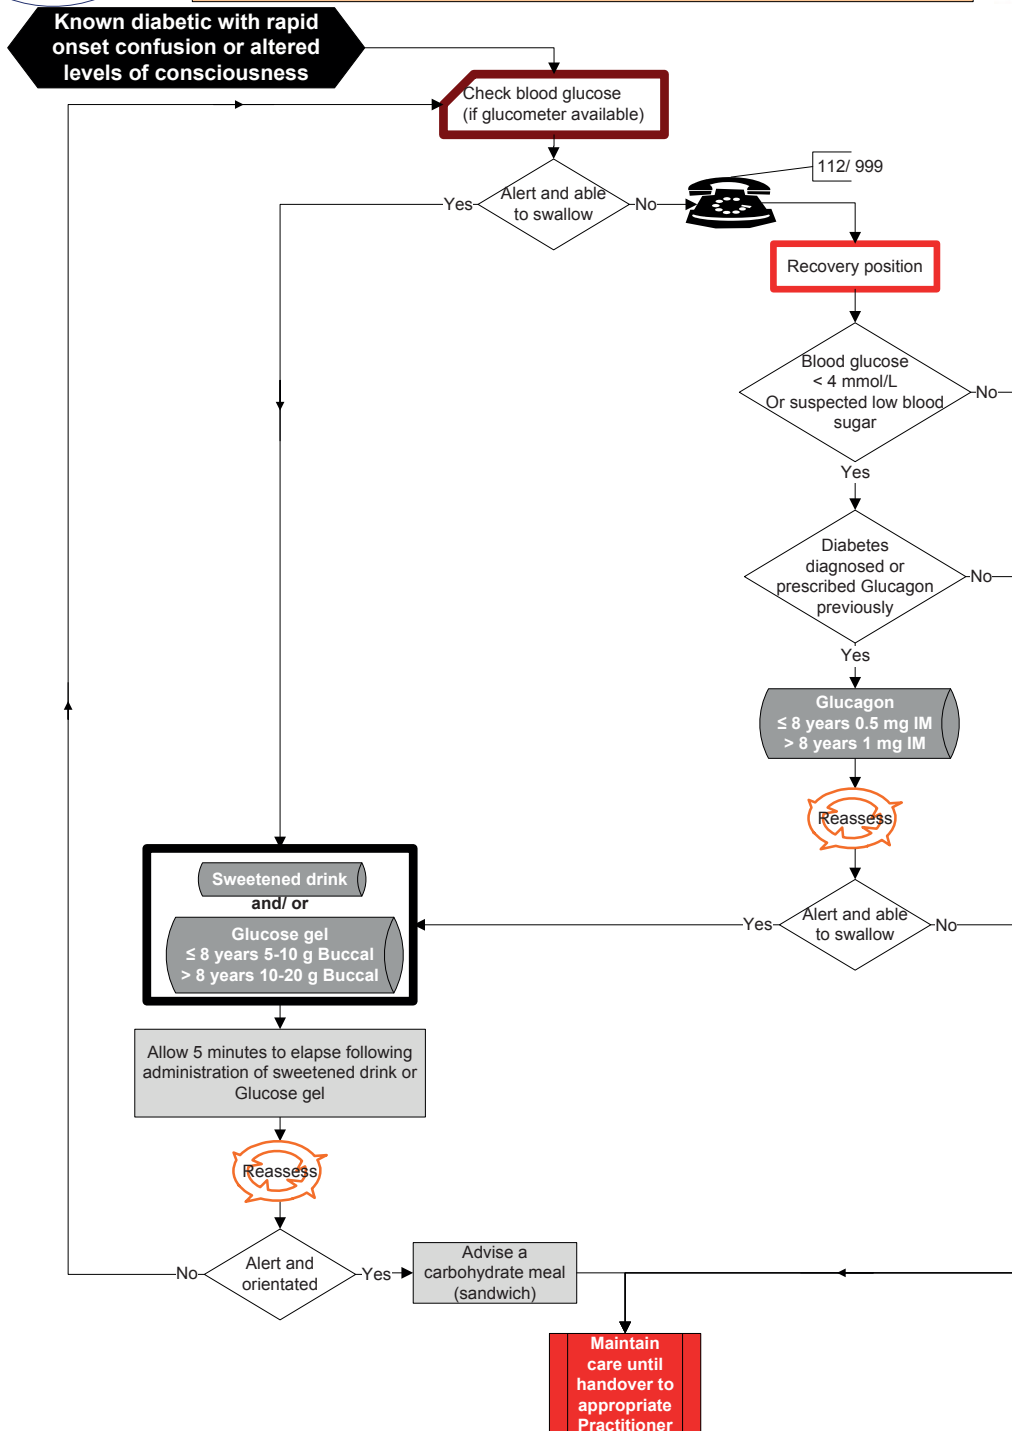 Known diabetic with rapid
onset confusion or altered
levels of consciousness
Check blood glucose
(if glucometer available)
112/ 999
Alert and able
to swallow
Yes
No
Recovery position
Blood glucose
< 4 mmol/L
Or suspected low blood
sugar
No
Yes
Diabetes
diagnosed or
prescribed Glucagon
previously
No
Yes
Glucagon
≤ 8 years 0.5 mg IM
> 8 years 1 mg IM
Reassess
Alert and able
to swallow
Yes
No
Sweetened drink
and/ or
Glucose gel
≤ 8 years 5-10 g Buccal
> 8 years 10-20 g Buccal
Allow 5 minutes to elapse following
administration of sweetened drink or
Glucose gel
Reassess
Alert and
orientated
No
Yes
Advise a
carbohydrate meal
(sandwich)
Maintain
care until
handover to
appropriate
Practitioner